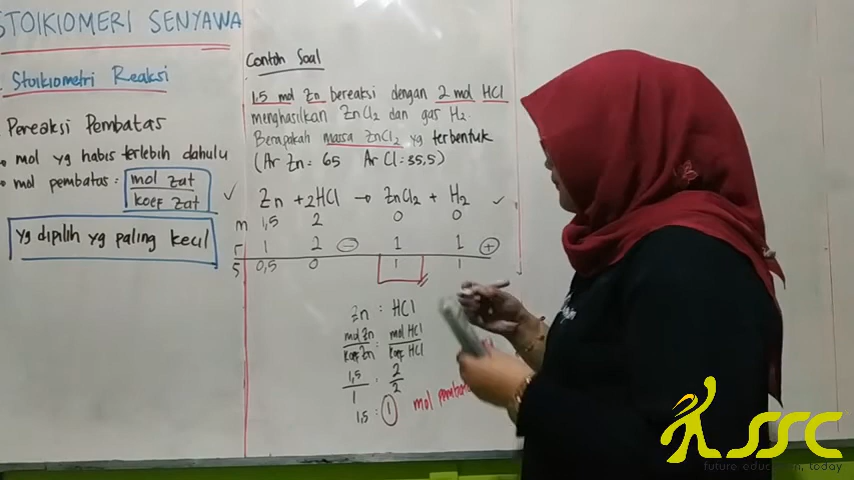 STOIKIOMERI SENYAWA
Stoikiometri Reaksi
Pereaksi Pembatas
• mol yg habis terlebih dahulu
• mol pembatas : mol zat
koef zat
yg dipilih yg paling kecil
Contoh Soal
1.5 mol Zn bereaksi dengan 2 mol HCl
menghasilkan ZnCl2 dan gas H2.
Berapakah massa ZnCl2 yg terbentuk
(Ar Zn = 65 Ar Cl = 35,5)
Zn + 2HCl → ZnCl2 + H2
m 1,5 2 0 0
r 1 2 - 1 1 +
s 0,5 0 1 1
Zn : HCl
mol Zn : mol HCl
koef Zn koef HCl
1,5 : 2
1 2
1,5 : 1 mol
SSC
future education, today